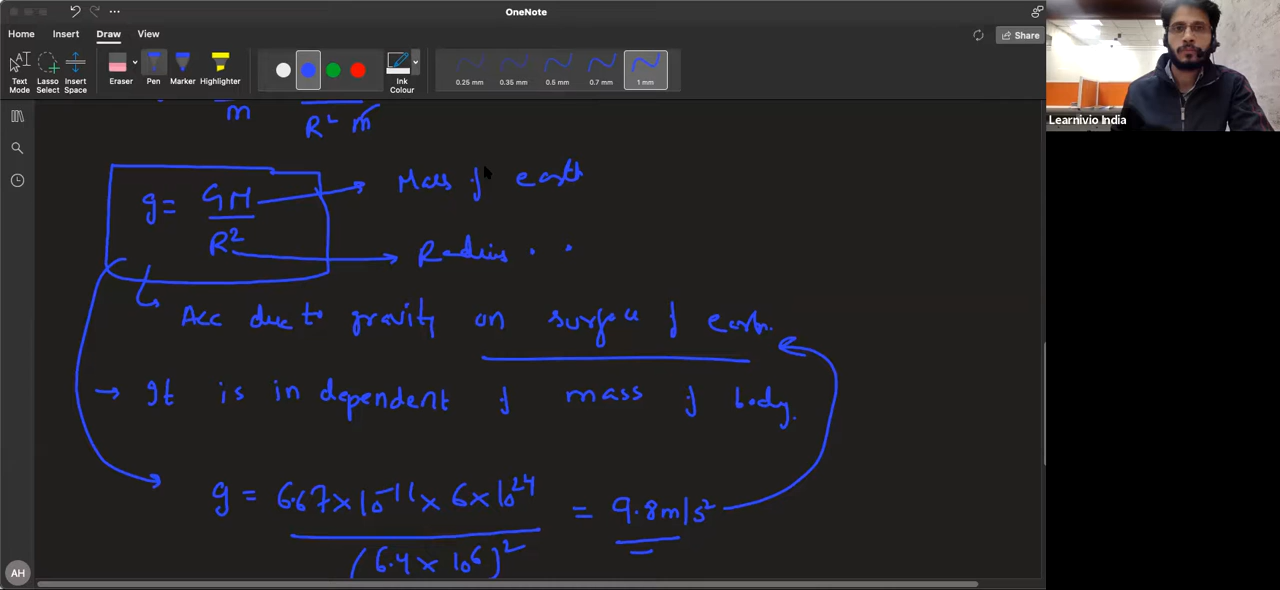 OneNote
Home Insert Draw View
Share
Text Mode
Lasso Select
Insert Space
Eraser
Pen
Marker
Highlighter
Ink Colour
0.25 mm
0.35 mm
0.5 mm
0.7 mm
1 mm
Learnivio India
m
R² m
g = GM
R²
Mass of earth
Radius . .
Acc due to gravity on surface of earth.
→ It is independent of mass of body.
g = 6.67 × 10⁻¹¹ × 6 × 10²⁴ = 9.8 m/s²
(6.4 × 10⁶)²
AH